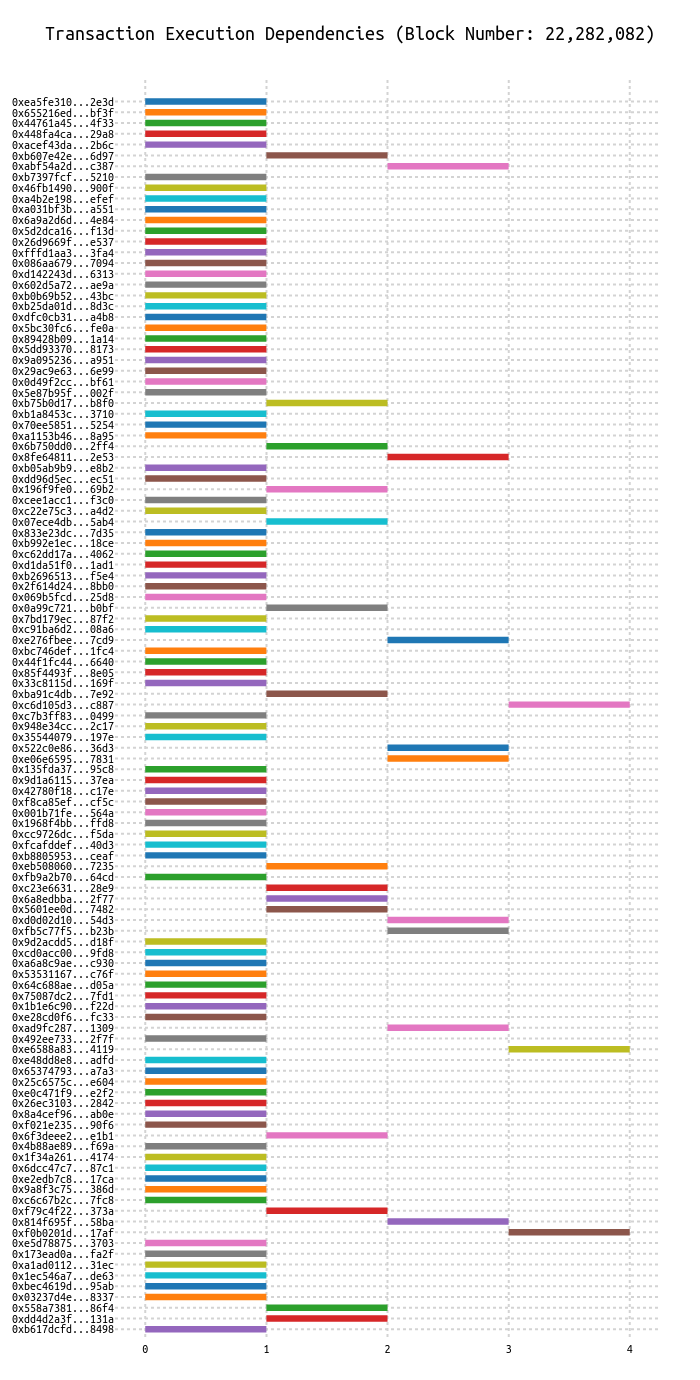 Transaction Execution Dependencies (Block Number: 22,282,082)
0xea5fe310...2e3d
0x655216ed...bf3f
0x44761a45...4f33
0x448fa4ca...29a8
0xacef43da...2b6c
0xb607e42e...6d97
0xabf54a2d...c387
0xb7397fcf...5210
0x46fb1490...900f
0xa4b2e198...efef
0xa031bf3b...a551
0x6a9a2d6d...4e84
0x5d2dca16...f13d
0x26d9669f...e537
0xfffd1aa3...3fa4
0x086aa679...7094
0xd142243d...6313
0x602d5a72...ae9a
0xb0b69b52...43bc
0xb25da01d...8d3c
0xdfc0cb31...a4b8
0x5bc30fc6...fe0a
0x89428b09...1a14
0x5dd93370...8173
0x9a095236...a951
0x29ac9e63...6e99
0x0d49f2cc...bf61
0x5e87b95f...002f
0xb75b0d17...b8f0
0xb1a8453c...3710
0x70ee5851...5254
0xa1153b46...8a95
0x6b750dd0...2ff4
0x8fe64811...2e53
0xb05ab9b9...e8b2
0xdd96d5ec...ec51
0x196f9fe0...69b2
0xcee1acc1...f3c0
0xc22e75c3...a4d2
0x07ece4db...5ab4
0x833e23dc...7d35
0xb992e1ec...18ce
0xc62dd17a...4062
0xd1da51f0...1ad1
0xb2696513...f5e4
0x2f614d24...8bb0
0x069b5fcd...25d8
0x0a99c721...b0bf
0x7bd179ec...87f2
0xc91ba6d2...08a6
0xe276fbee...7cd9
0xbc746def...1fc4
0x44f1fc44...6640
0x85f4493f...8e05
0x33c8115d...169f
0xba91c4db...7e92
0xc6d105d3...c887
0xc7b3ff83...0499
0x948e34cc...2c17
0x35544079...197e
0x522c0e86...36d3
0xe06e6595...7831
0x135fda37...95c8
0x9d1a6115...37ea
0x42780f18...c17e
0xf8ca85ef...cf5c
0x001b71fe...564a
0x1968f4bb...ffd8
0xcc9726dc...f5da
0xfcafddef...40d3
0xb8805953...ceaf
0xeb508060...7235
0xfb9a2b70...64cd
0xc23e6631...28e9
0x6a8edbba...2f77
0x5601ee0d...7482
0xd0d02d10...54d3
0xfb5c77f5...b23b
0x9d2acdd5...d18f
0xcd0acc00...9fd8
0xa6a8c9ae...c930
0x53531167...c76f
0x64c688ae...d05a
0x75087dc2...7fd1
0x1b1e6c90...f22d
0xe28cd0f6...fc33
0xad9fc287...1309
0x492ee733...2f7f
0xe6588a83...4119
0xe48dd8e8...adfd
0x65374793...a7a3
0x25c6575c...e604
0xe0c471f9...e2f2
0x26ec3103...2842
0x8a4cef96...ab0e
0xf021e235...90f6
0x6f3deee2...e1b1
0x4b88ae89...f69a
0x1f34a261...4174
0x6dcc47c7...87c1
0xe2edb7c8...17ca
0x9a8f3c75...386d
0xc6c67b2c...7fc8
0xf79c4f22...373a
0x814f695f...58ba
0xf0b0201d...17af
0xe5d78875...3703
0x173ead0a...fa2f
0xa1ad0112...31ec
0x1ec546a7...de63
0xbec4619d...95ab
0x03237d4e...8337
0x558a7381...86f4
0xdd4d2a3f...131a
0xb617dcfd...8498
0 1 2 3 4